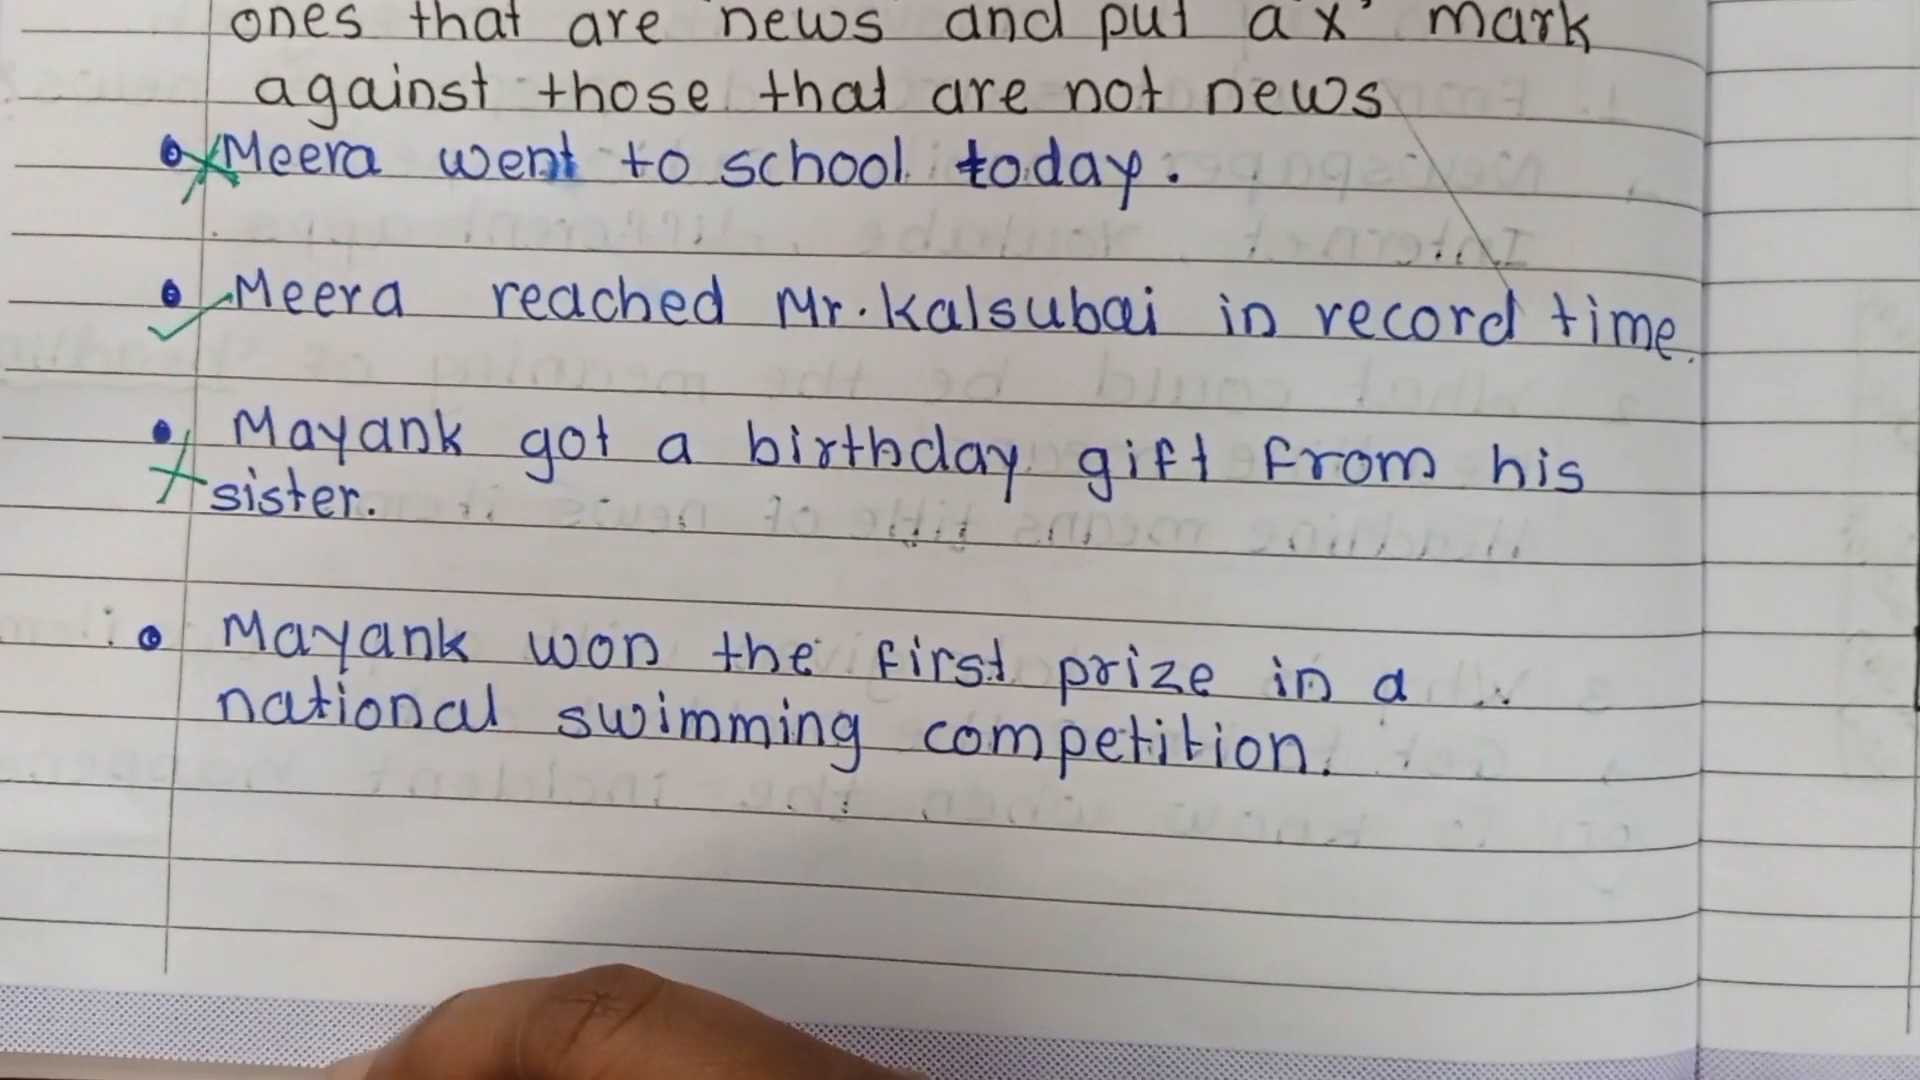 ones that are news and put a 'x' mark
against those that are not news
• Meera went to school today.
• Meera reached Mr. Kalsubai in record time.
• Mayank got a birthday gift from his
sister.
• Mayank won the first prize in a
national swimming competition.